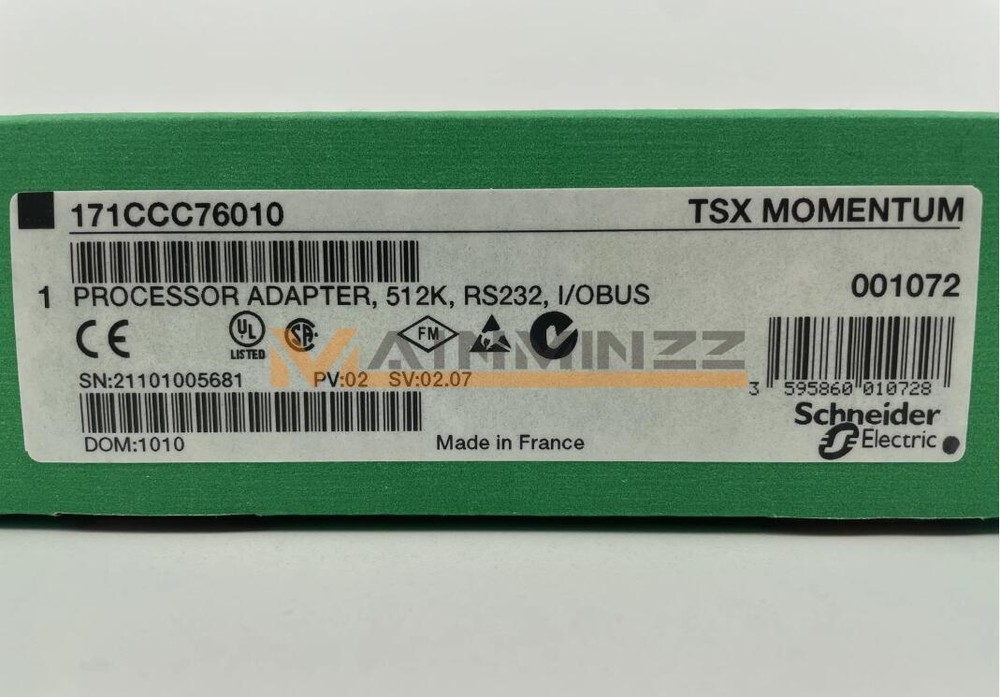 171CCC76010 TSX MOMENTUM
1 PROCESSOR ADAPTER, 512K, RS232, I/OBUS 001072
CE UL LISTED SA FM
SN:21101005681 PV:02 SV:02.07
3 595860 010728
DOM:1010 Made in France
Schneider
Electric